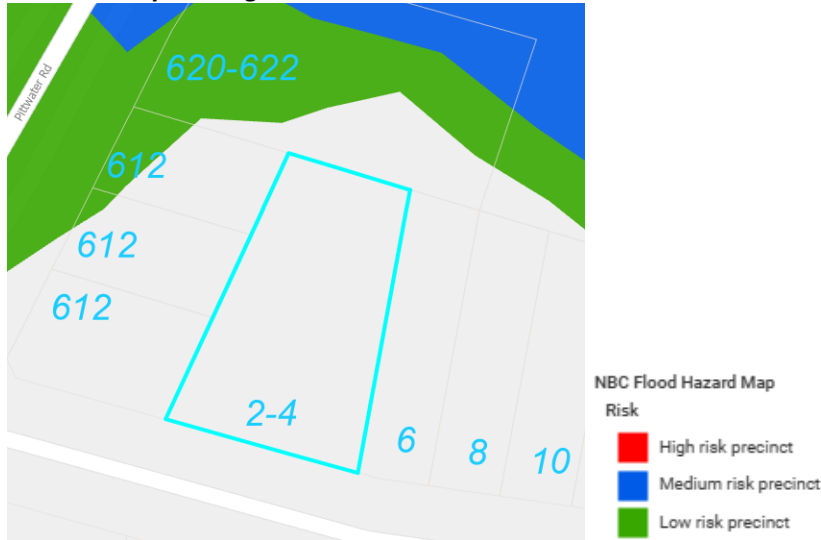 620-622
Pittwater Rd
612
612
612
2-4
6
8
10
NBC Flood Hazard Map
Risk
High risk precinct
Medium risk precinct
Low risk precinct